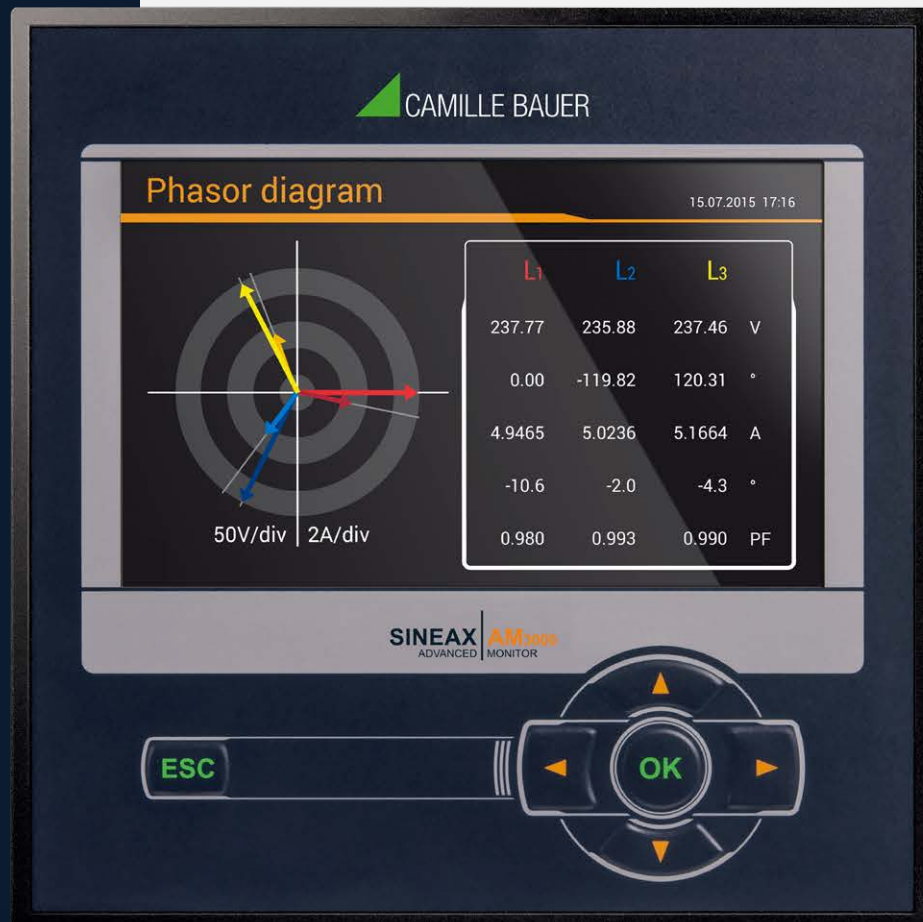 CAMILLE BAUER
Phasor diagram
15.07.2015 17:16
L1 L2 L3
237.77 235.88 237.46 V
0.00 -119.82 120.31 °
4.9465 5.0236 5.1664 A
-10.6 -2.0 -4.3 °
0.980 0.993 0.990 PF
50V/div 2A/div
SINEAX AM3000
ADVANCED MONITOR
ESC
OK